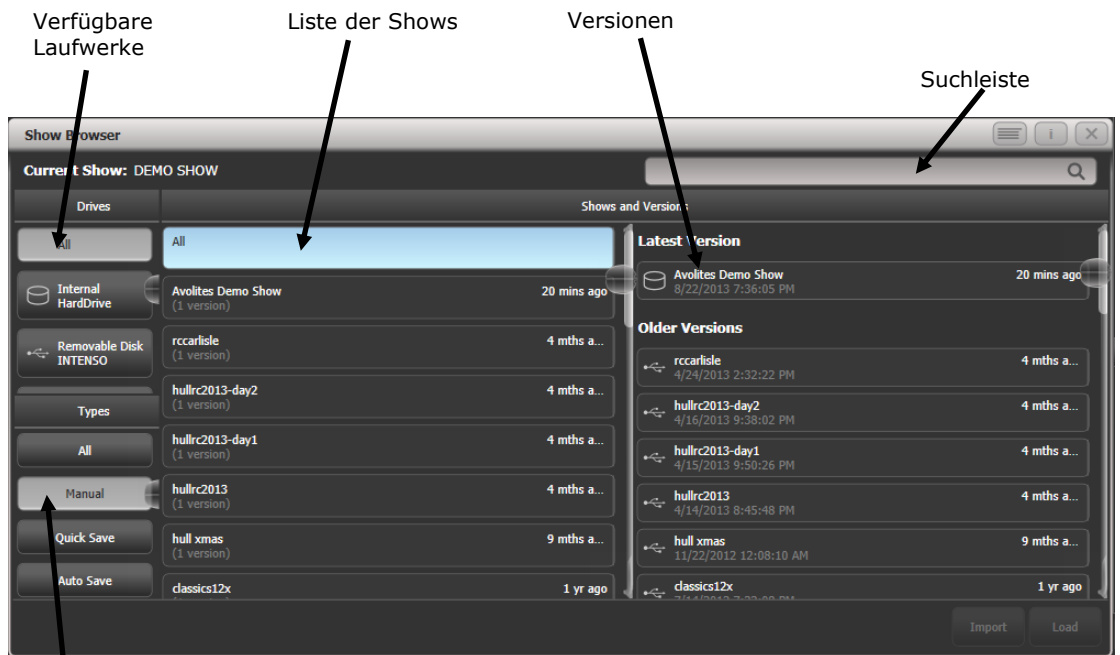 Verfügbare
Laufwerke
Liste der Shows
Versionen
Suchleiste
Show Browser
i
Current Show: DEMO SHOW
Drives
Shows and Versions
All
Internal
HardDrive
Removable Disk
INTENSO
Types
All
Manual
Quick Save
Auto Save
All
Avolites Demo Show 20 mins ago
(1 version)
rccarlisle 4 mths a...
(1 version)
hullrc2013-day2 4 mths a...
(1 version)
hullrc2013-day1 4 mths a...
(1 version)
hullrc2013 4 mths a...
(1 version)
hull xmas 9 mths a...
(1 version)
classics12x 1 yr ago
Latest Version
Avolites Demo Show 20 mins ago
8/22/2013 7:36:05 PM
Older Versions
rccarlisle 4 mths a...
4/24/2013 2:32:22 PM
hullrc2013-day2 4 mths a...
4/16/2013 9:38:02 PM
hullrc2013-day1 4 mths a...
4/15/2013 9:50:26 PM
hullrc2013 4 mths a...
4/14/2013 8:45:48 PM
hull xmas 9 mths a...
11/22/2012 12:08:10 AM
classics12x 1 yr ago
Import Load